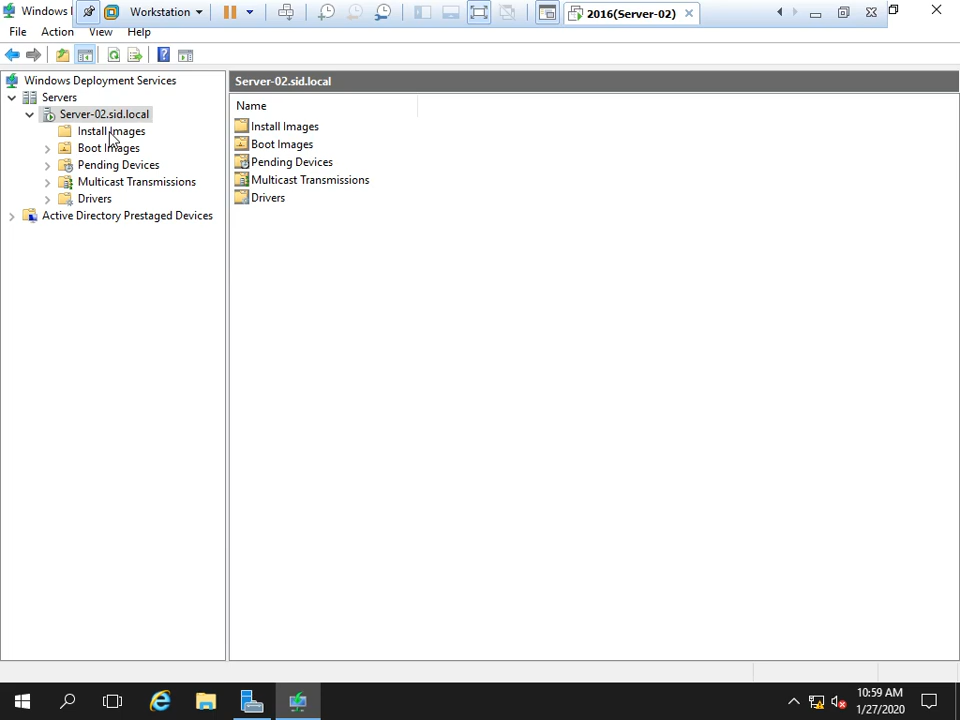 Windows
Workstation
2016(Server-02)
File Action View Help
Windows Deployment Services
Servers
Server-02.sid.local
Install Images
Boot Images
Pending Devices
Multicast Transmissions
Drivers
Active Directory Prestaged Devices
Server-02.sid.local
Name
Install Images
Boot Images
Pending Devices
Multicast Transmissions
Drivers
10:59 AM
1/27/2020